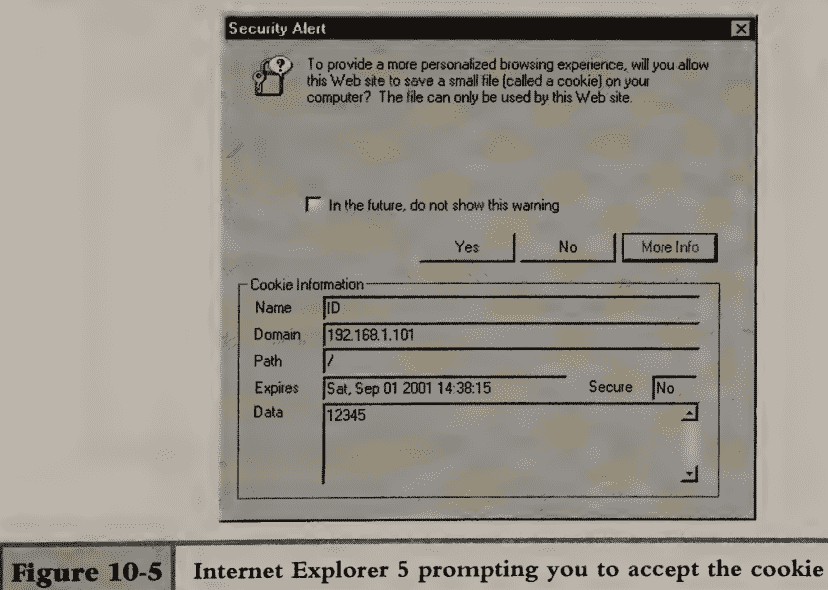 Security Alert
To provide a more personalized browsing experience, will you allow
this Web site to save a small file (called a cookie) on your
computer? The file can only be used by this Web site.
In the future, do not show this warning
Yes No More Info
Cookie Information
Name ID
Domain 192.168.1.101
Path /
Expires Sat, Sep 01 2001 14:38:15 Secure No
Data 12345
Figure 10-5 Internet Explorer 5 prompting you to accept the cookie